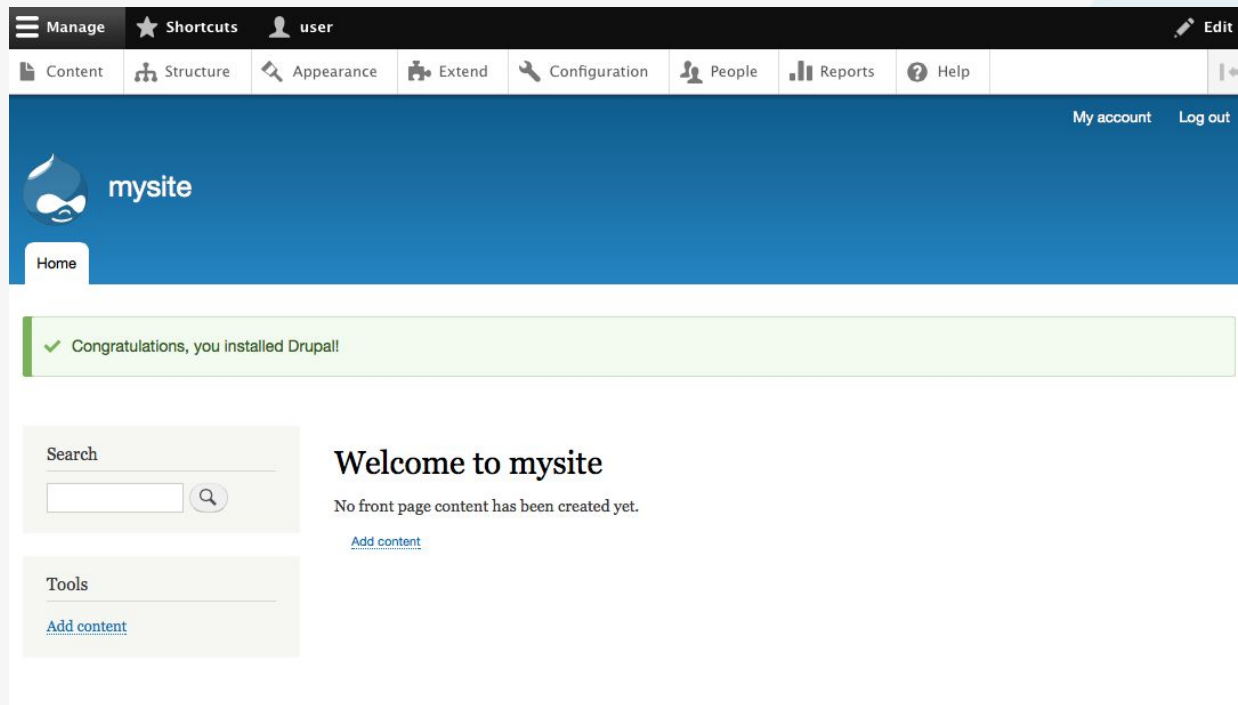 Manage Shortcuts user Edit
Content Structure Appearance Extend Configuration People Reports Help
My account Log out
mysite
Home
Congratulations, you installed Drupal!
Search
Welcome to mysite
No front page content has been created yet.
Add content
Tools
Add content